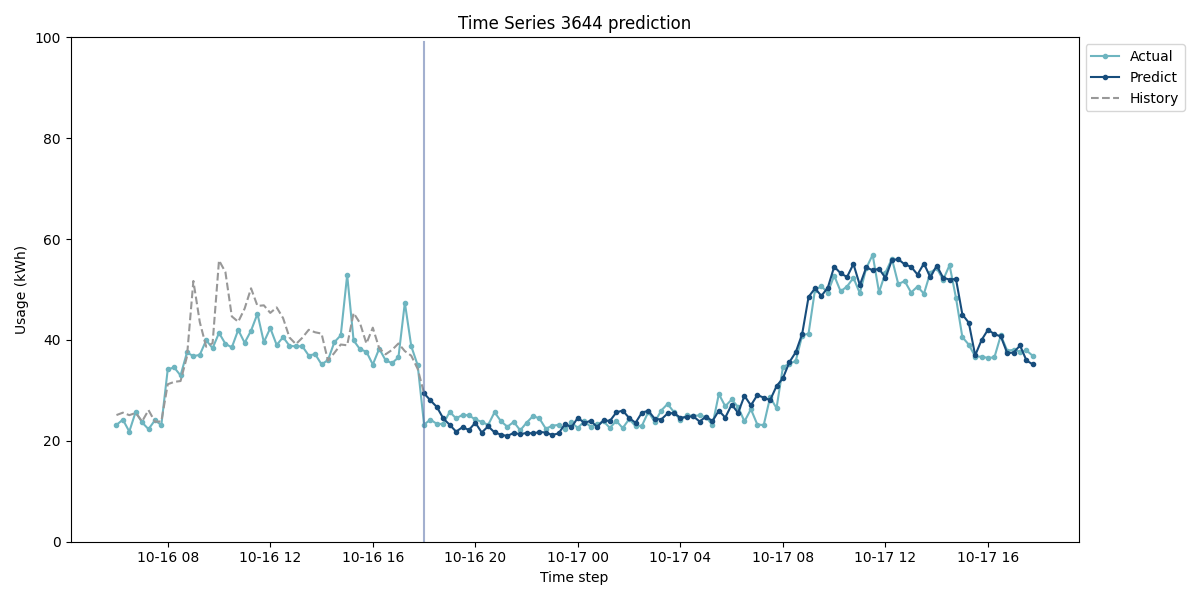 Time Series 3644 prediction
Actual
Predict
History
Usage (kWh)
100
80
60
40
20
0
10-16 08
10-16 12
10-16 16
10-16 20
10-17 00
10-17 04
10-17 08
10-17 12
10-17 16
Time step